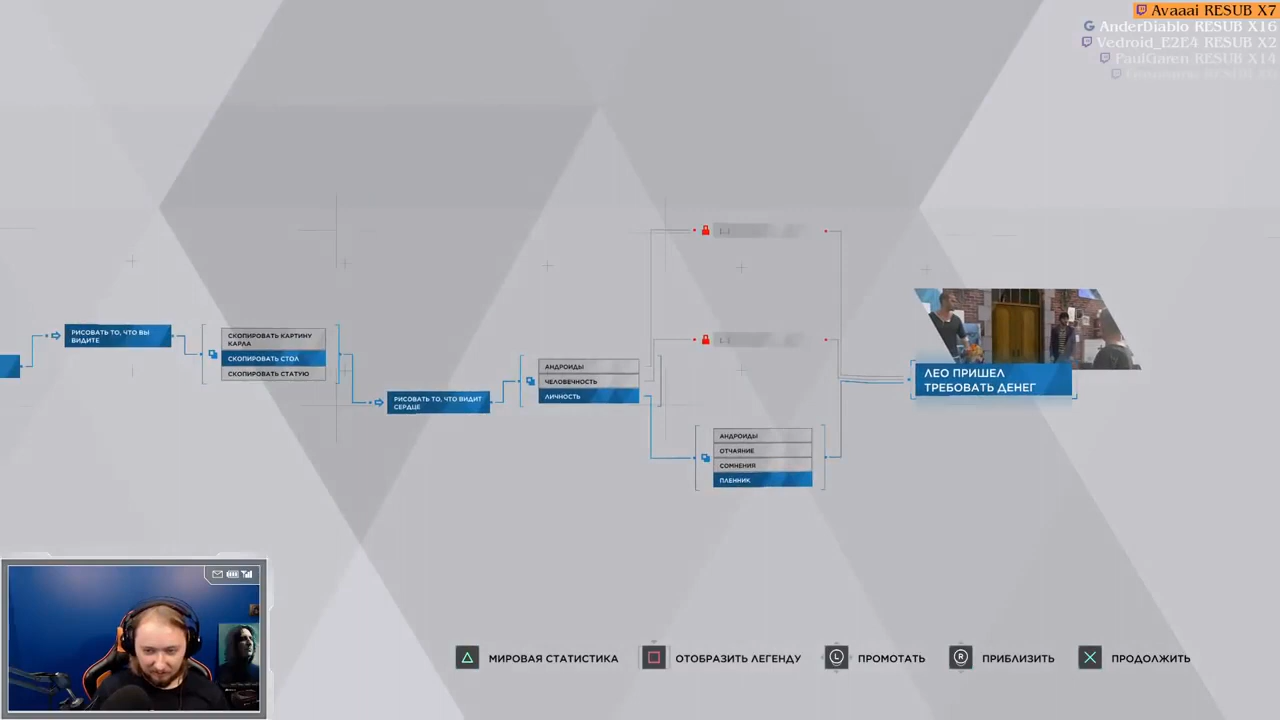 Avaaai RESUB X7
AnderDiablo RESUB X16
Vedroid_E2E4 RESUB X2
PaulGaren RESUB X14
[...]
[...]
РИСОВАТЬ ТО, ЧТО ВЫ
ВИДИТЕ
СКОПИРОВАТЬ КАРТИНУ
КАРЛА
СКОПИРОВАТЬ СТОЛ
СКОПИРОВАТЬ СТАТУЮ
РИСОВАТЬ ТО, ЧТО ВИДИТ
СЕРДЦЕ
АНДРОИДЫ
ЧЕЛОВЕЧНОСТЬ
ЛИЧНОСТЬ
АНДРОИДЫ
ОТЧАЯНИЕ
СОМНЕНИЯ
ПЛЕННИК
ЛЕО ПРИШЕЛ
ТРЕБОВАТЬ ДЕНЕГ
МИРОВАЯ СТАТИСТИКА
ОТОБРАЗИТЬ ЛЕГЕНДУ
L ПРОМОТАТЬ
R ПРИБЛИЗИТЬ
ПРОДОЛЖИТЬ